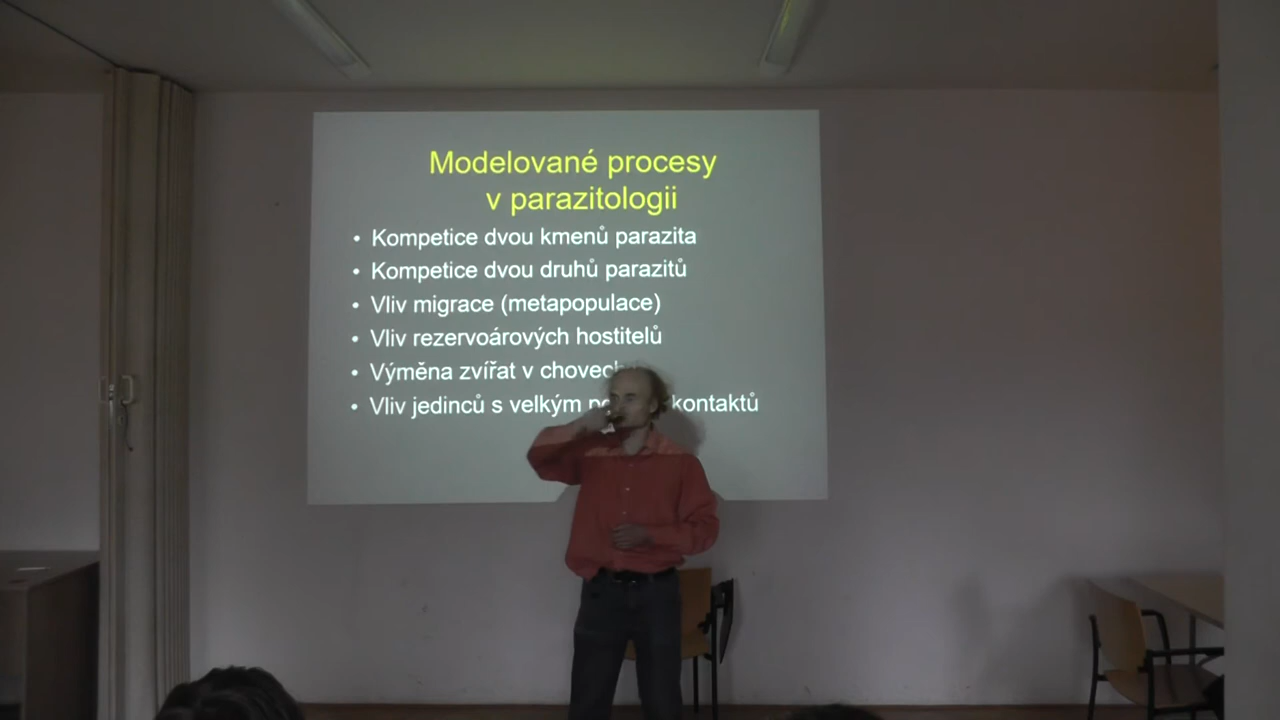 Modelované procesy
v parazitologii
• Kompetice dvou kmenů parazita
• Kompetice dvou druhů parazitů
• Vliv migrace (metapopulace)
• Vliv rezervoárových hostitelů
• Výměna zvířat v
• Vliv jedinců s velkým kontaktů